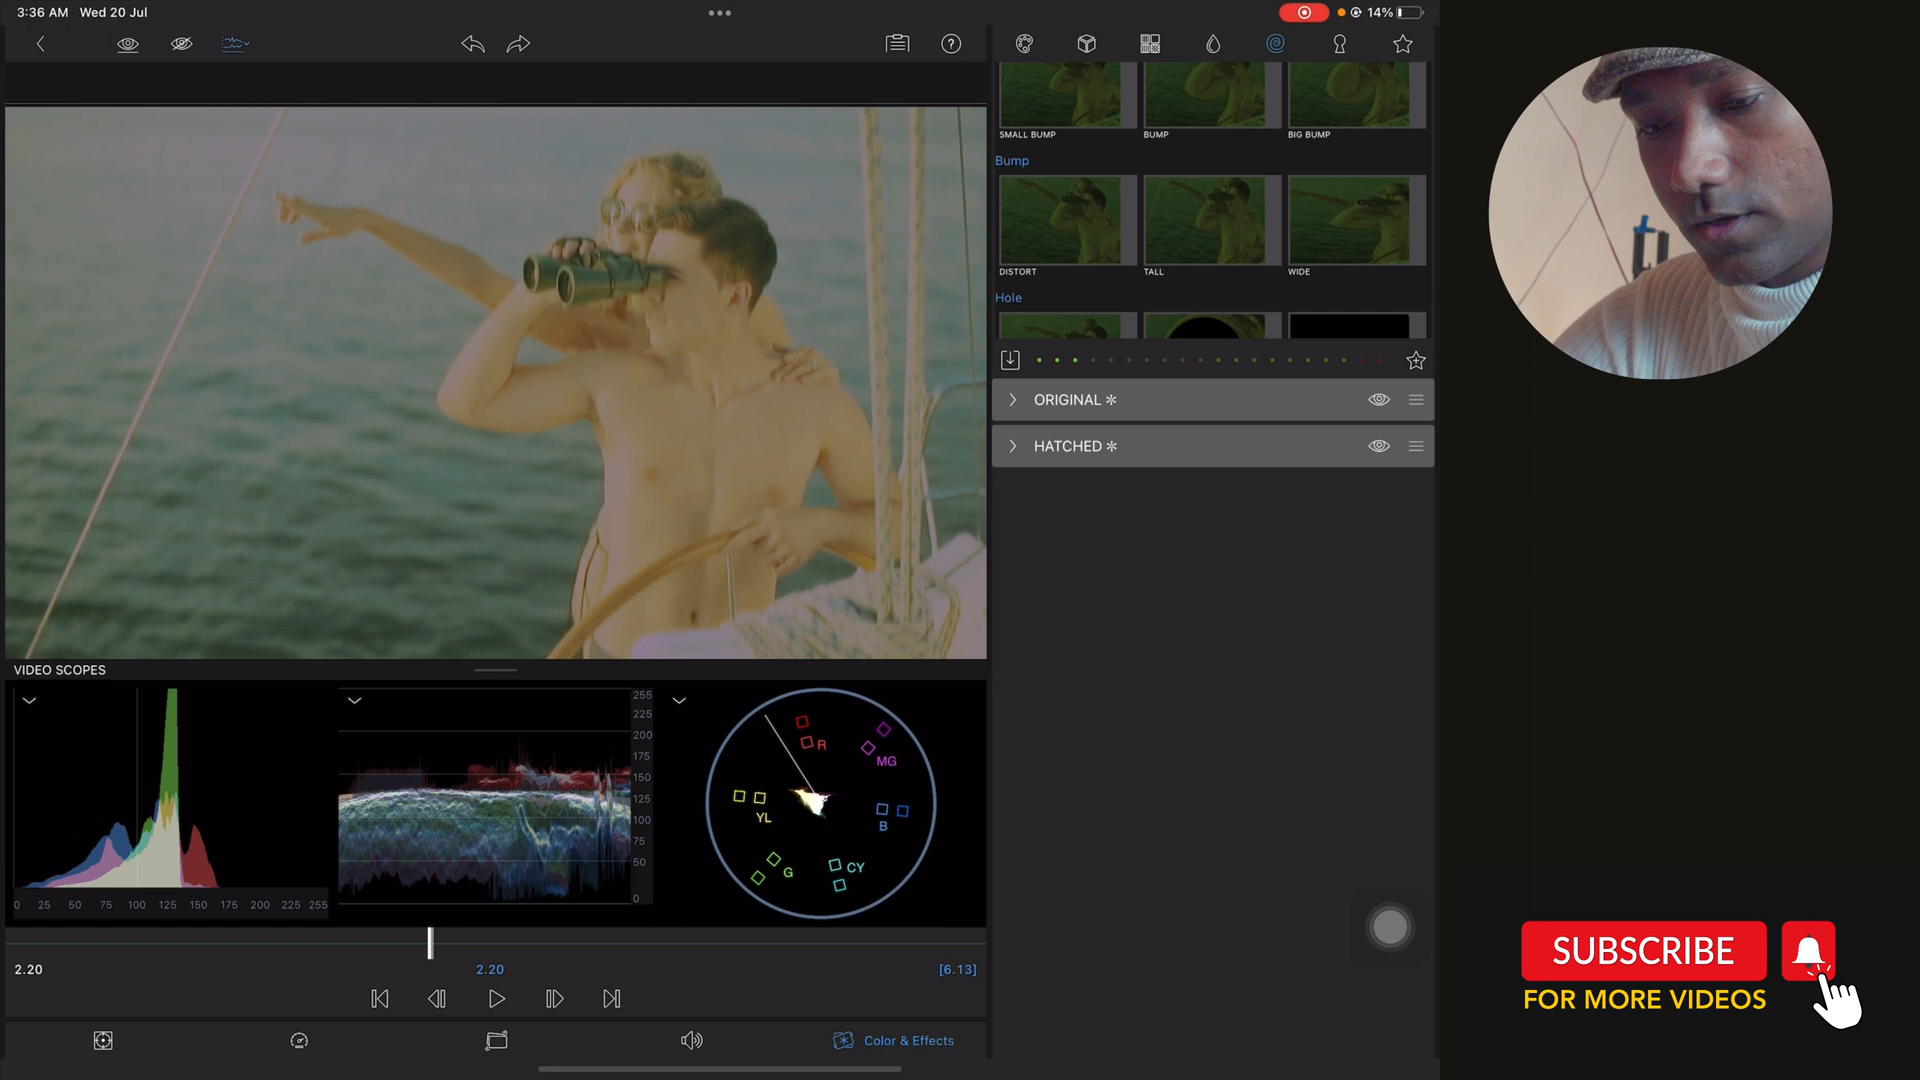 3:36 AM Wed 20 Jul
14%
SMALL BUMP
BUMP
BIG BUMP
Bump
DISTORT
TALL
WIDE
Hole
ORIGINAL
HATCHED
VIDEO SCOPES
0 25 50 75 100 125 150 175 200 225 255
255
225
200
175
150
125
100
75
50
0
R
MG
YL
B
G
CY
2.20
2.20
[6.13]
Color & Effects
SUBSCRIBE
FOR MORE VIDEOS